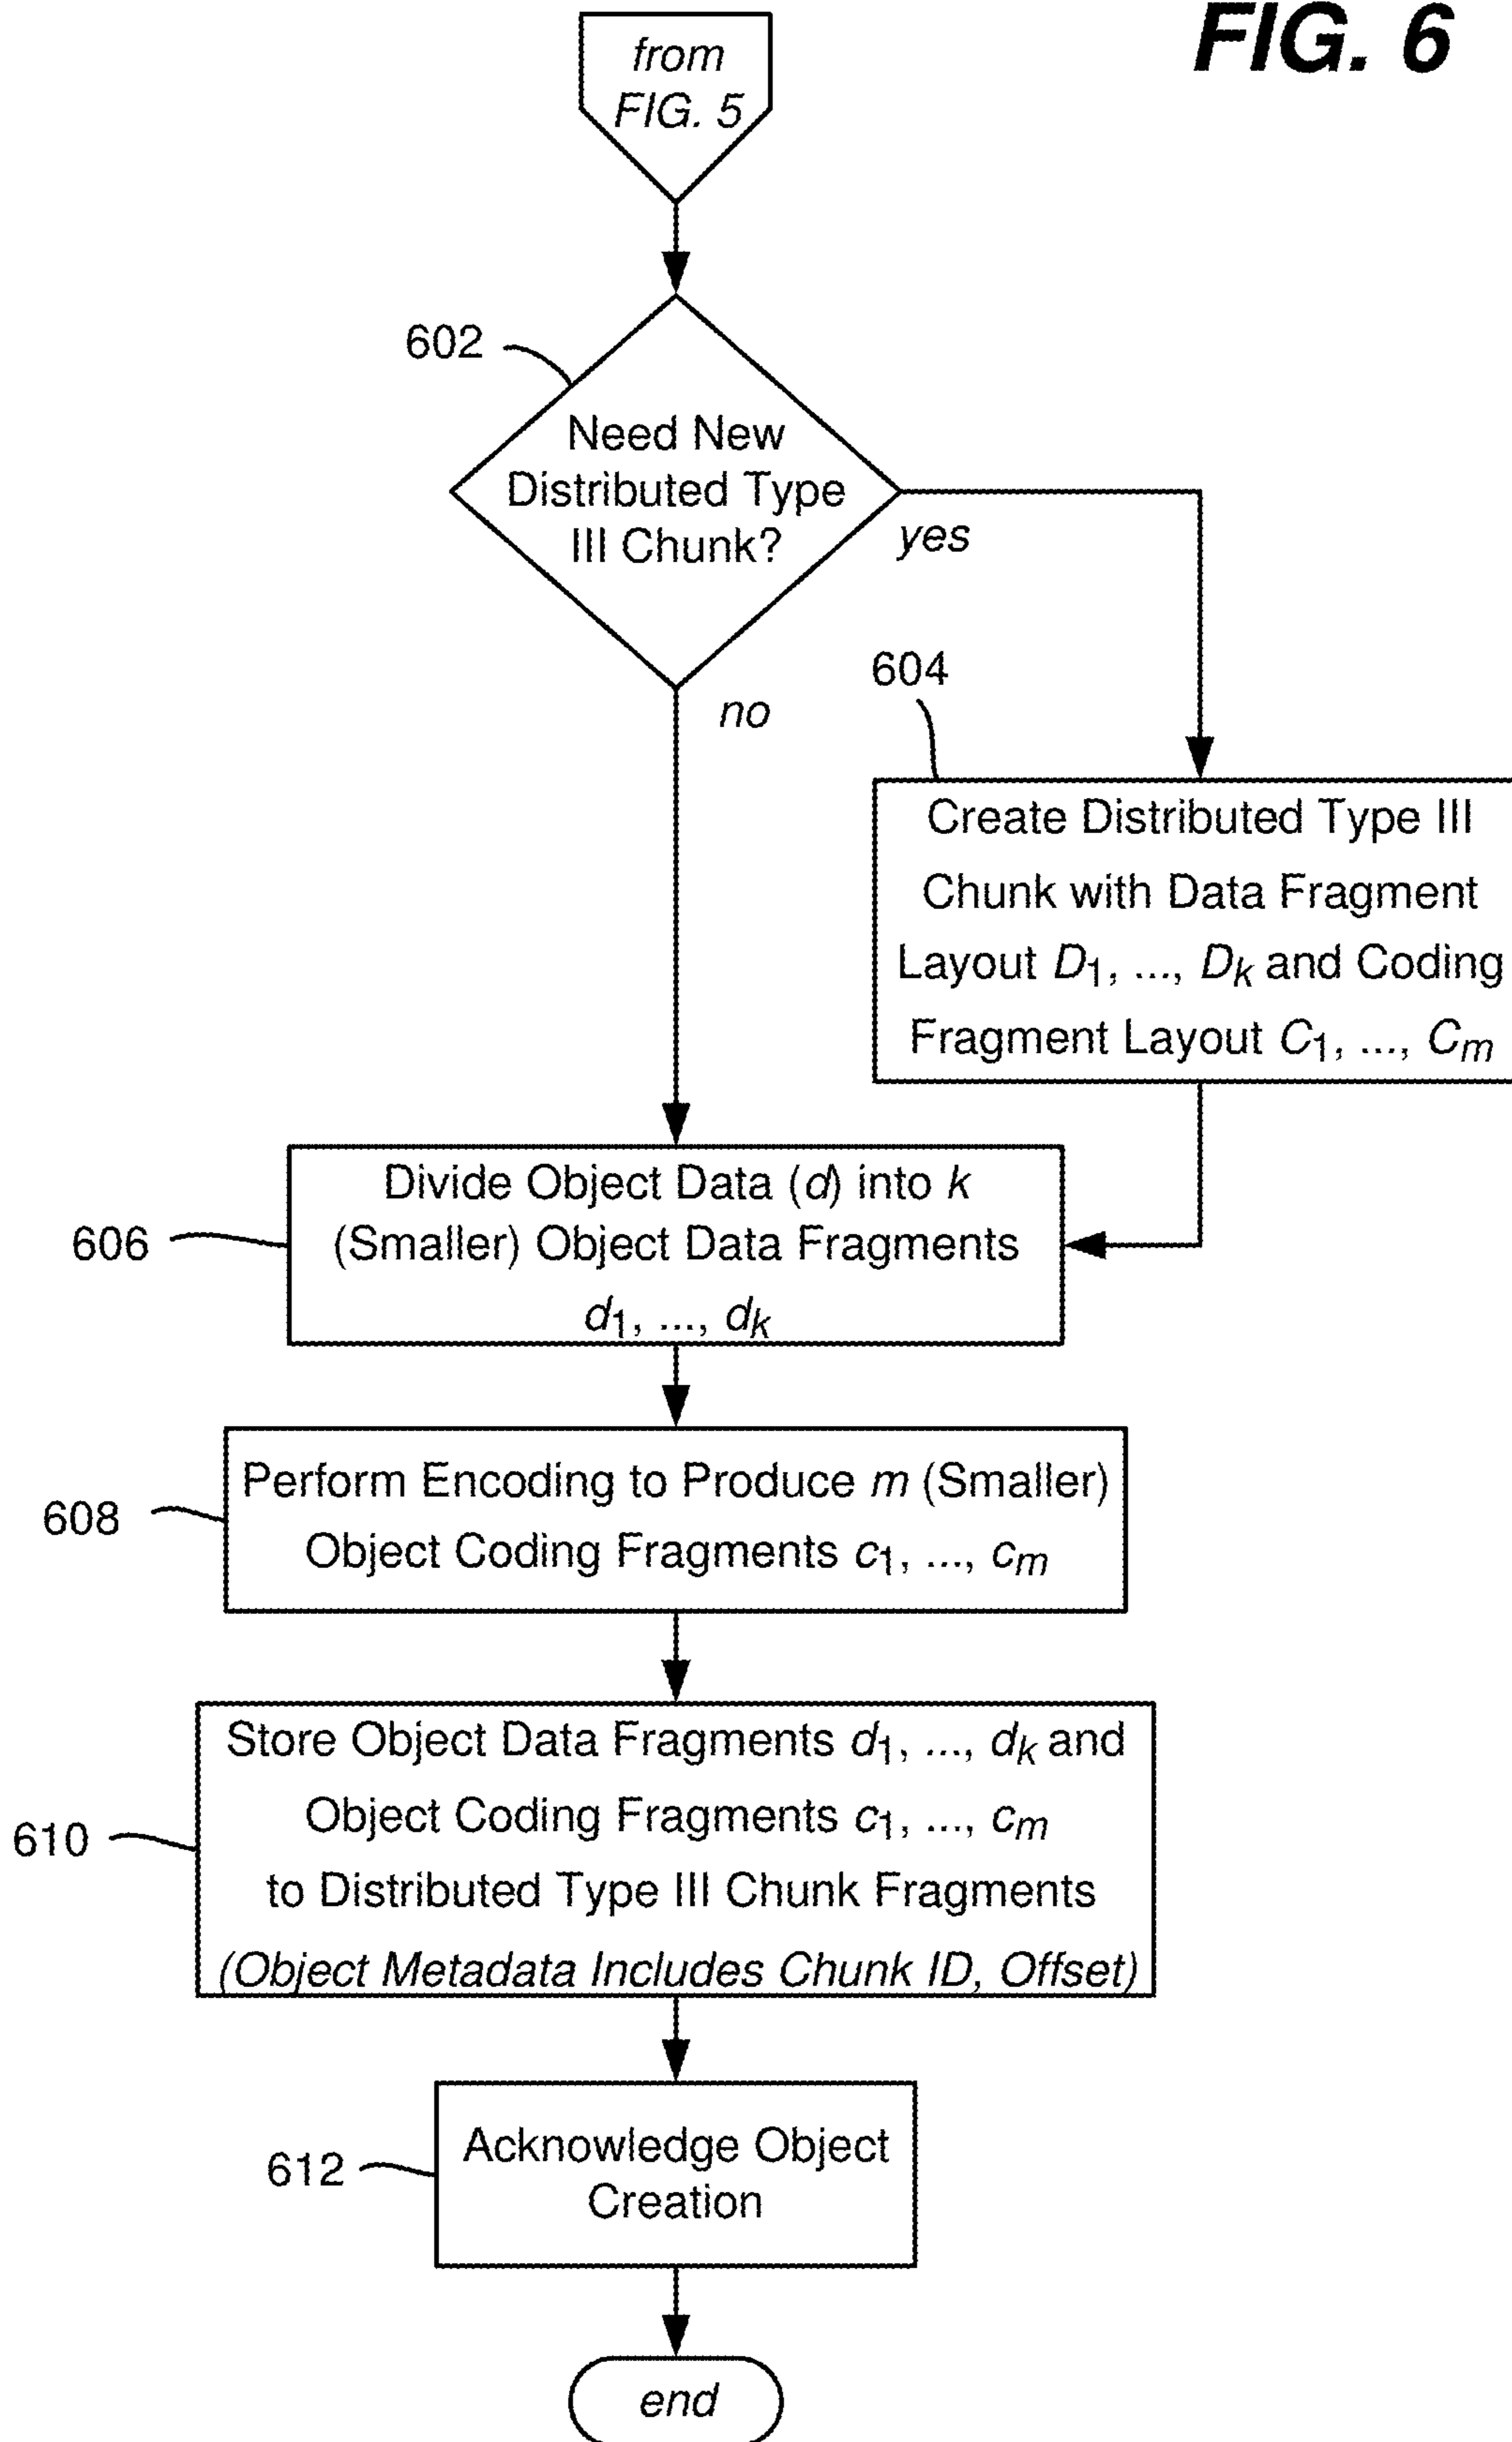 FIG. 6
from
FIG. 5
602
Need New
Distributed Type
III Chunk?
yes
no
604
Create Distributed Type III
Chunk with Data Fragment
Layout D1, ..., Dk and Coding
Fragment Layout C1, ..., Cm
606
Divide Object Data (d) into k
(Smaller) Object Data Fragments
d1, ..., dk
608
Perform Encoding to Produce m (Smaller)
Object Coding Fragments c1, ..., cm
610
Store Object Data Fragments d1, ..., dk and
Object Coding Fragments c1, ..., cm
to Distributed Type III Chunk Fragments
(Object Metadata Includes Chunk ID, Offset)
612
Acknowledge Object
Creation
end